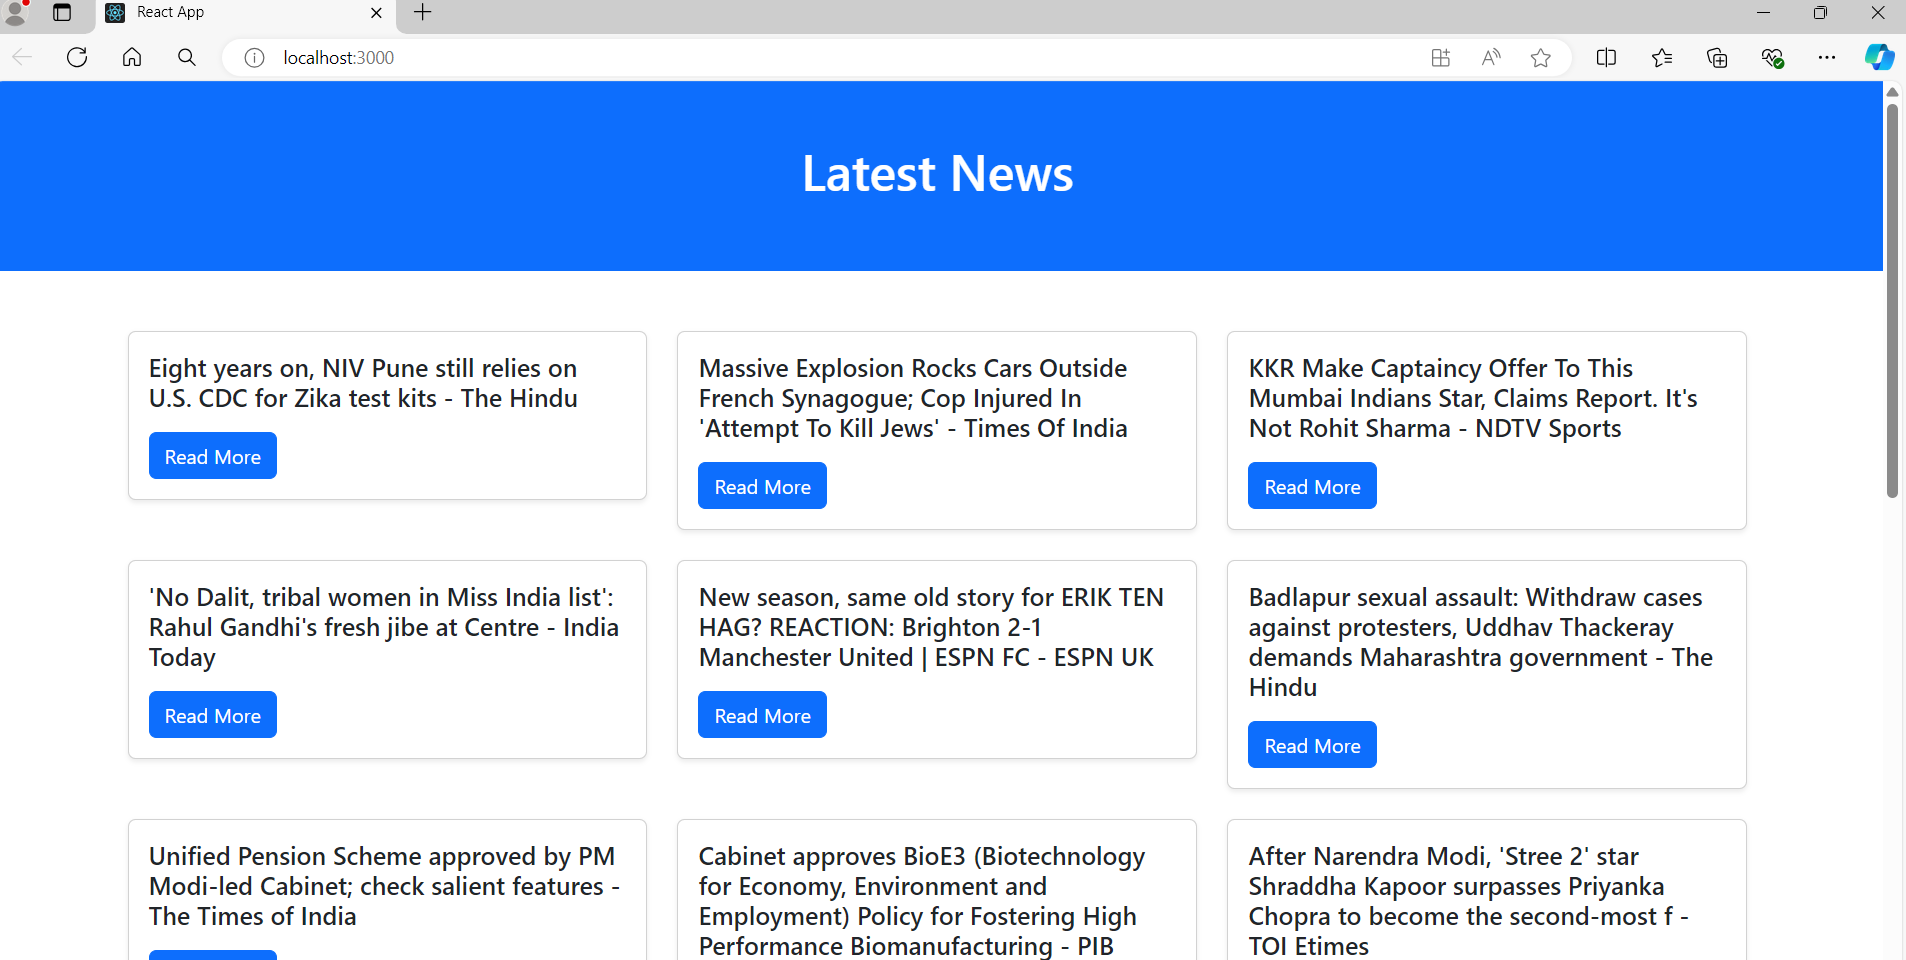 React App
localhost:3000
Latest News
Eight years on, NIV Pune still relies on
U.S. CDC for Zika test kits - The Hindu
Read More
Massive Explosion Rocks Cars Outside
French Synagogue; Cop Injured In
'Attempt To Kill Jews' - Times Of India
Read More
KKR Make Captaincy Offer To This
Mumbai Indians Star, Claims Report. It's
Not Rohit Sharma - NDTV Sports
Read More
'No Dalit, tribal women in Miss India list':
Rahul Gandhi's fresh jibe at Centre - India
Today
Read More
New season, same old story for ERIK TEN
HAG? REACTION: Brighton 2-1
Manchester United | ESPN FC - ESPN UK
Read More
Badlapur sexual assault: Withdraw cases
against protesters, Uddhav Thackeray
demands Maharashtra government - The
Hindu
Read More
Unified Pension Scheme approved by PM
Modi-led Cabinet; check salient features -
The Times of India
Cabinet approves BioE3 (Biotechnology
for Economy, Environment and
Employment) Policy for Fostering High
Performance Biomanufacturing - PIB
After Narendra Modi, 'Stree 2' star
Shraddha Kapoor surpasses Priyanka
Chopra to become the second-most f -
TOI Etimes